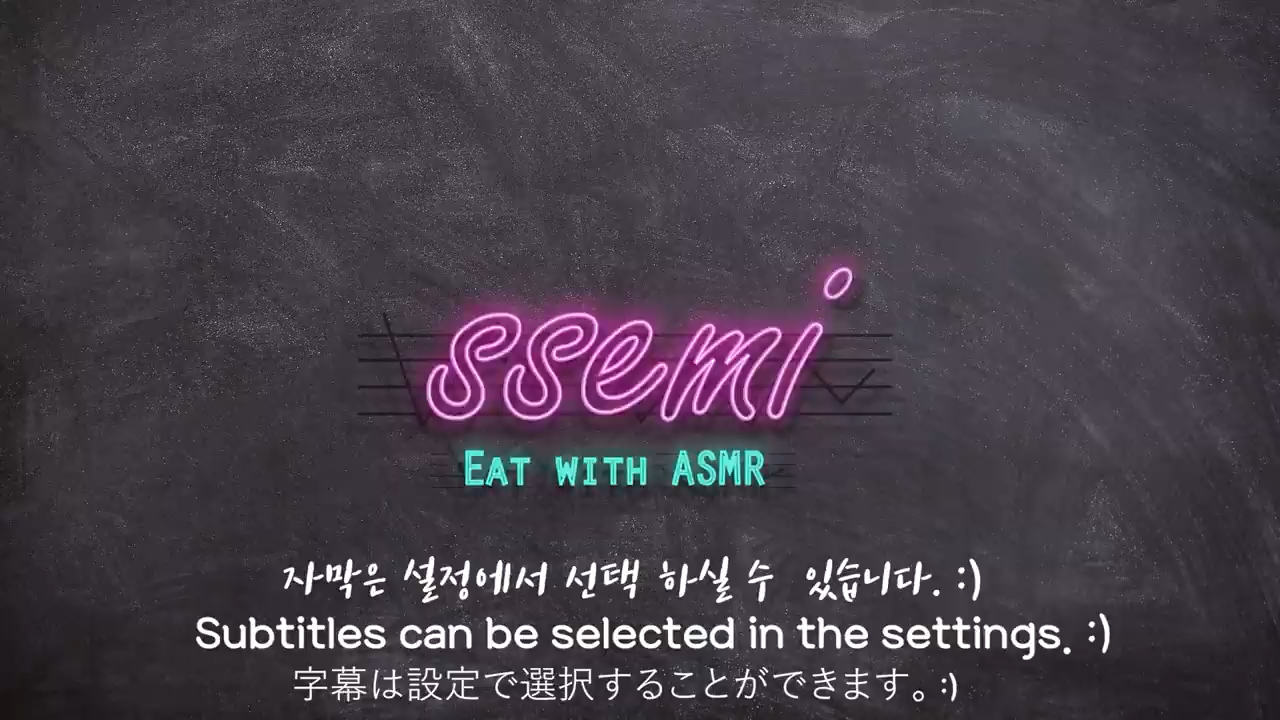 ssemi
EAT WITH ASMR
자막은 설정에서 선택 하실 수 있습니다. :)
Subtitles can be selected in the settings. :)
字幕は設定で選択することができます。:)